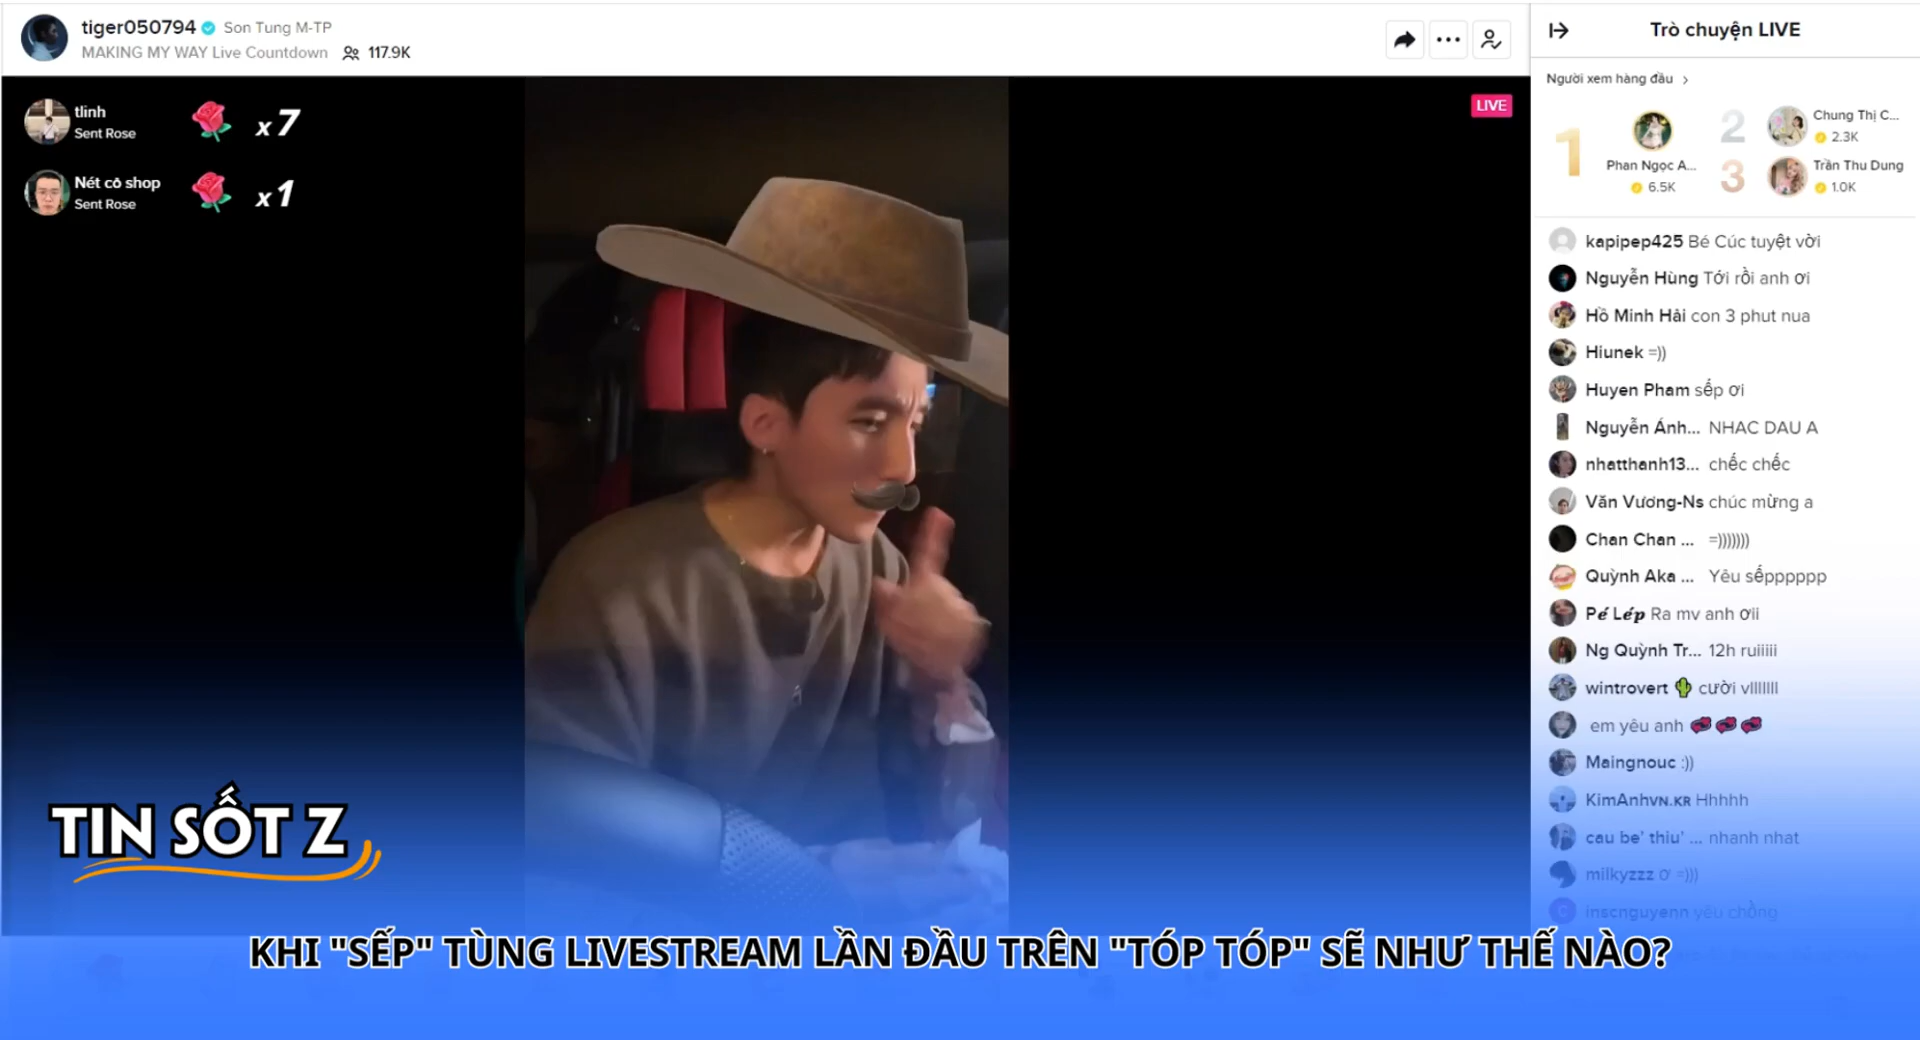 tiger050794 Son Tung M-TP
MAKING MY WAY Live Countdown 117.9K
tlinh
Sent Rose
x7
Nét cô shop
Sent Rose
x1
LIVE
Trò chuyện LIVE
Người xem hàng đầu >
1
Phan Ngọc A...
6.5K
2
Chung Thị C...
2.3K
3
Trần Thu Dung
1.0K
kapipep425 Bé Cúc tuyệt vời
Nguyễn Hùng Tới rồi anh ơi
Hồ Minh Hải con 3 phut nua
Hiunek =))
Huyen Pham sếp ơi
Nguyễn Ánh... NHAC DAU A
nhatthanh13... chếc chếc
Văn Vương-Ns chúc mừng a
Chan Chan ... =)))))))
Quỳnh Aka ... Yêu sếpppppp
Pé Lép Ra mv anh ơii
Ng Quỳnh Tr... 12h ruiiiii
wintrovert 🌵 cười vlllllll
em yêu anh 💞💞💞
Maingnouc :))
KimAnhᴠɴ.ᴋʀ Hhhhh
cau be' thiu' ... nhanh nhat
milkyzzz ơ =)))
inscnguyenn yêu chồng
TIN SỐT Z
KHI "SẾP" TÙNG LIVESTREAM LẦN ĐẦU TRÊN "TÓP TÓP" SẼ NHƯ THẾ NÀO?